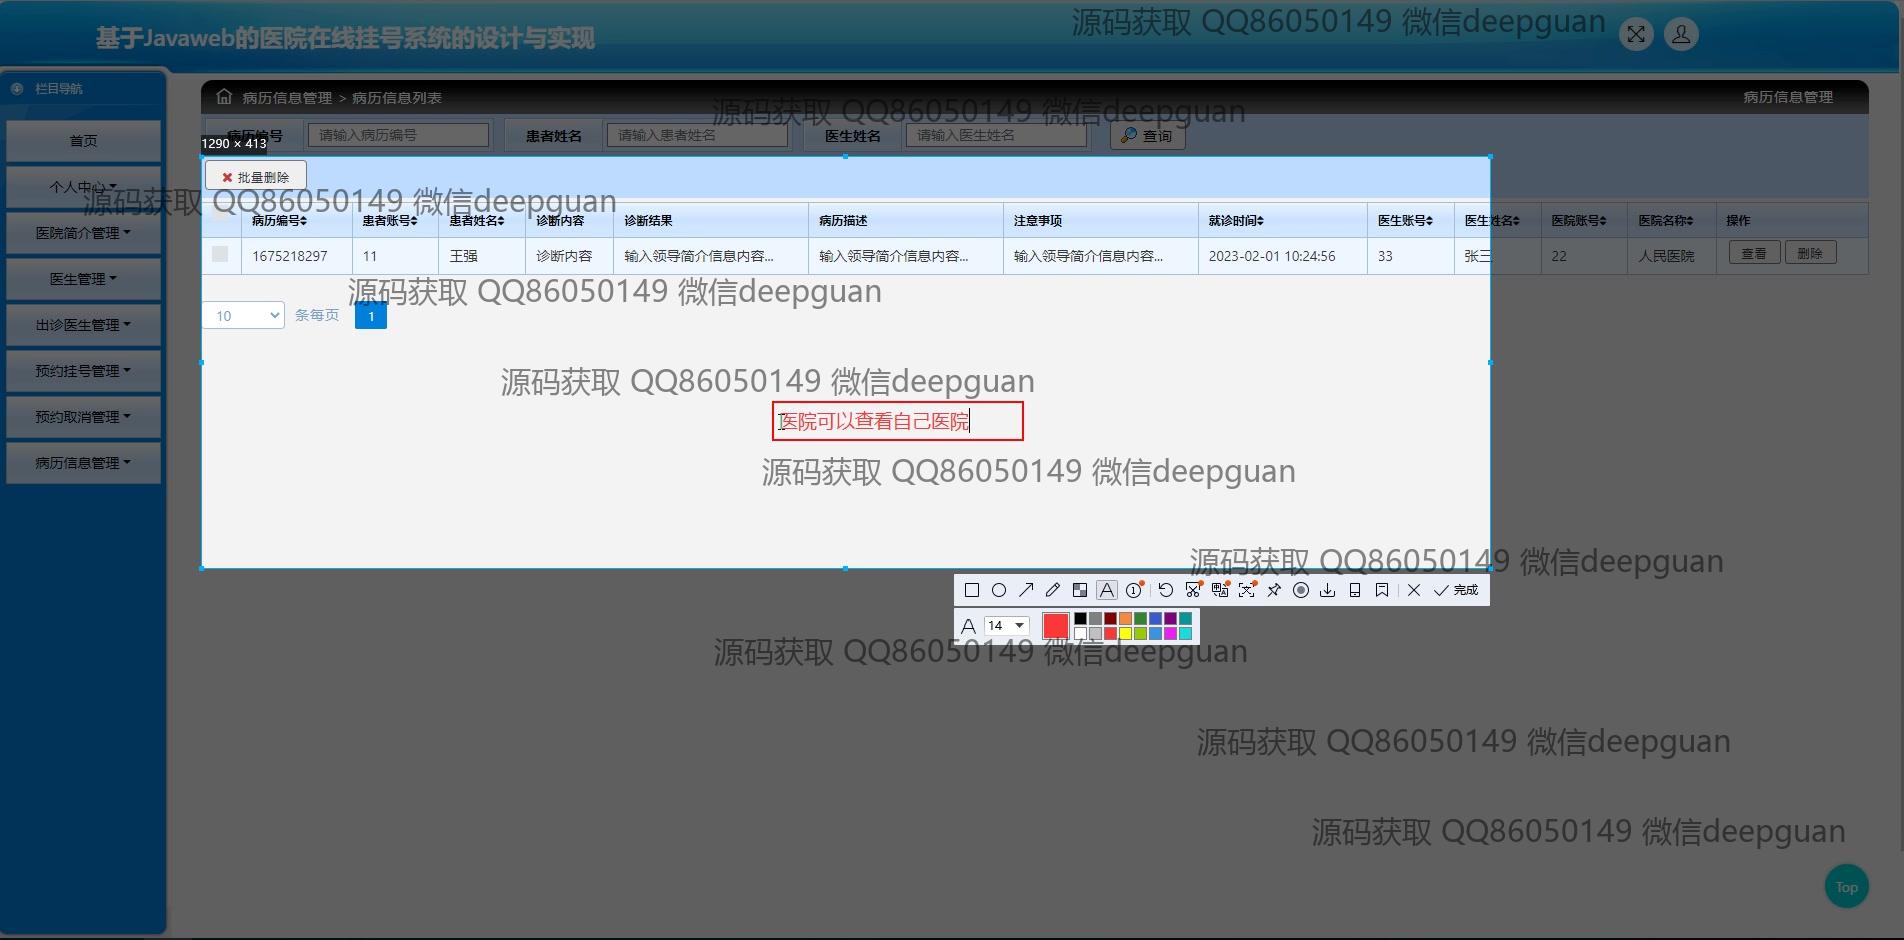 源码获取 QQ86050149 微信deepguan
基于Javaweb的医院在线挂号系统的设计与实现
栏目导航
病历信息管理 > 病历信息列表
病历信息管理
源码获取 QQ86050149 微信deepguan
首页
病历编号 请输入病历编号 患者姓名 请输入患者姓名 医生姓名 请输入医生姓名 查询
1290 × 413
批量删除
个人中心
源码获取 QQ86050149 微信deepguan
病历编号 患者账号 患者姓名 诊断内容 诊断结果 病历描述 注意事项 就诊时间 医生账号 医生姓名 医院账号 医院名称 操作
医院简介管理
1675218297 11 王强 诊断内容 输入领导简介信息内容... 输入领导简介信息内容... 输入领导简介信息内容... 2023-02-01 10:24:56 33 张三 22 人民医院 查看 删除
医生管理
源码获取 QQ86050149 微信deepguan
10 条每页 1
出诊医生管理
预约挂号管理
源码获取 QQ86050149 微信deepguan
预约取消管理
医院可以查看自己医院
病历信息管理
源码获取 QQ86050149 微信deepguan
源码获取 QQ86050149 微信deepguan
A 1 完成
A 14
源码获取 QQ86050149 微信deepguan
源码获取 QQ86050149 微信deepguan
源码获取 QQ86050149 微信deepguan
Top